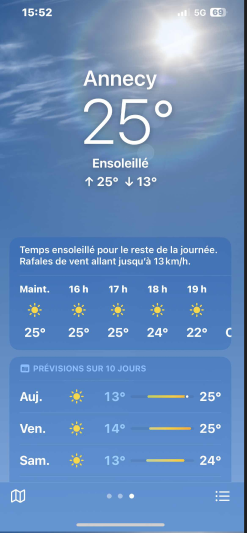 15:52 5G 69
Annecy
25°
Ensoleillé
↑ 25° ↓ 13°
Temps ensoleillé pour le reste de la journée.
Rafales de vent allant jusqu'à 13 km/h.
Maint. 16 h 17 h 18 h 19 h
25° 25° 25° 24° 22°
PRÉVISIONS SUR 10 JOURS
Auj. 13° 25°
Ven. 14° 25°
Sam. 13° 24°